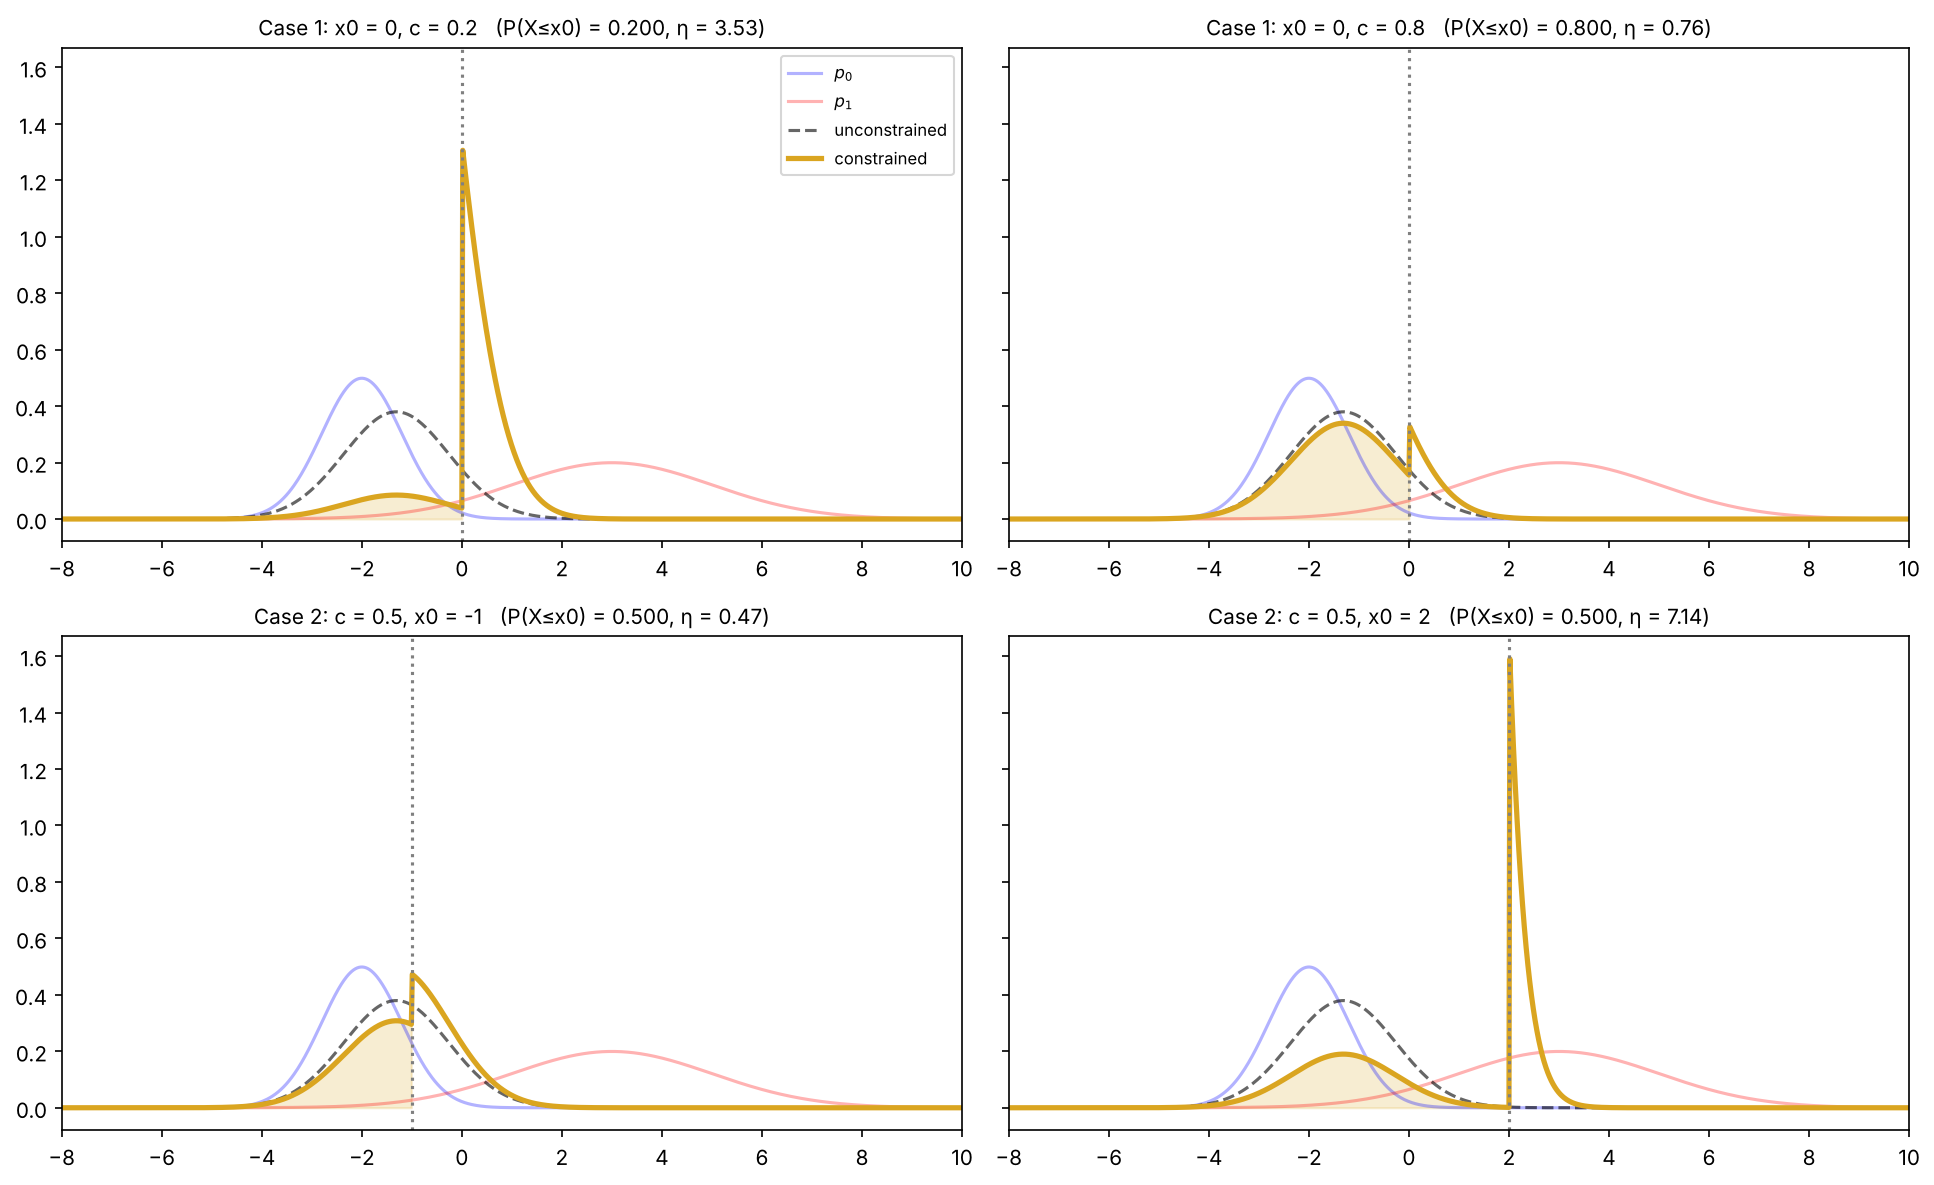 Case 1: x0 = 0, c = 0.2   (P(X≤x0) = 0.200, η = 3.53)
1.6
1.4
1.2
1.0
0.8
0.6
0.4
0.2
0.0
p₀
p₁
unconstrained
constrained
−8 −6 −4 −2 0 2 4 6 8 10
Case 1: x0 = 0, c = 0.8   (P(X≤x0) = 0.800, η = 0.76)
−8 −6 −4 −2 0 2 4 6 8 10
Case 2: c = 0.5, x0 = -1   (P(X≤x0) = 0.500, η = 0.47)
1.6
1.4
1.2
1.0
0.8
0.6
0.4
0.2
0.0
−8 −6 −4 −2 0 2 4 6 8 10
Case 2: c = 0.5, x0 = 2   (P(X≤x0) = 0.500, η = 7.14)
−8 −6 −4 −2 0 2 4 6 8 10